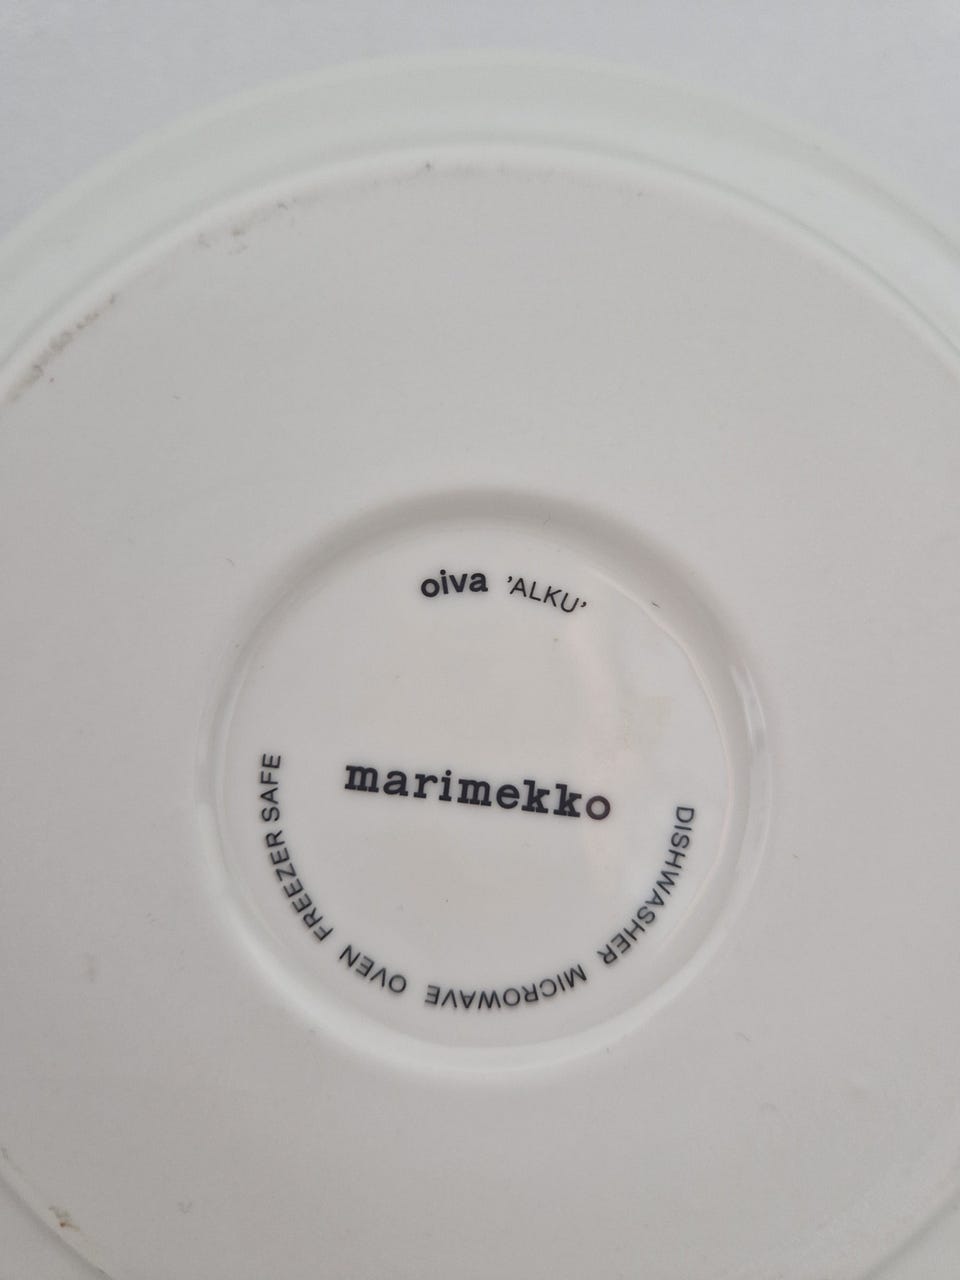 oiva 'ALKU'
marimekko
DISHWASHER MICROWAVE OVEN FREEZER SAFE